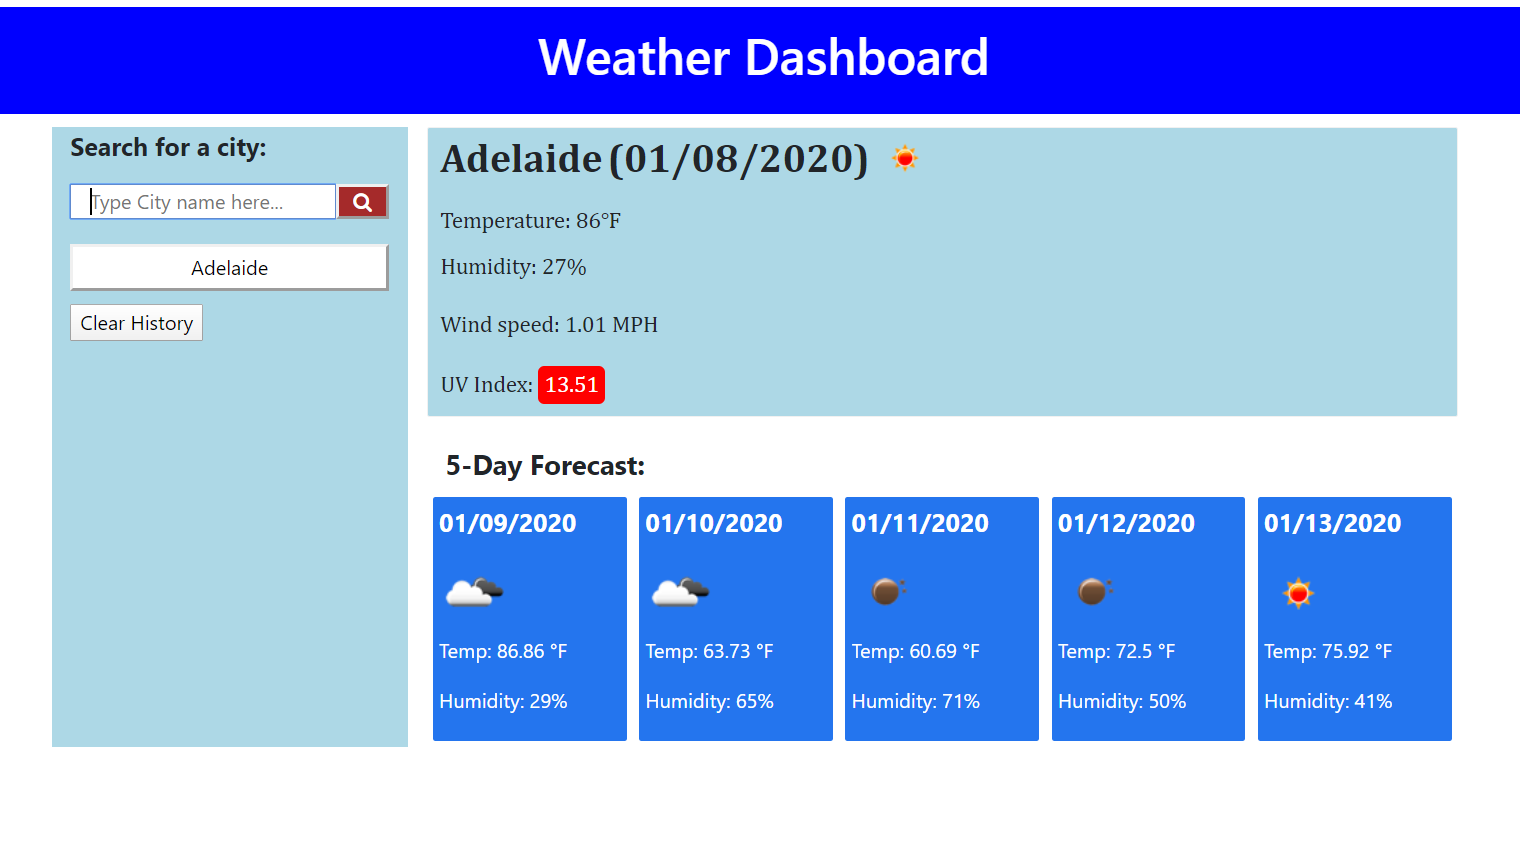 Weather Dashboard
Search for a city:
Type City name here...
Adelaide
Clear History
Adelaide (01/08/2020)
Temperature: 86°F
Humidity: 27%
Wind speed: 1.01 MPH
UV Index: 13.51
5-Day Forecast:
01/09/2020
Temp: 86.86 °F
Humidity: 29%
01/10/2020
Temp: 63.73 °F
Humidity: 65%
01/11/2020
Temp: 60.69 °F
Humidity: 71%
01/12/2020
Temp: 72.5 °F
Humidity: 50%
01/13/2020
Temp: 75.92 °F
Humidity: 41%